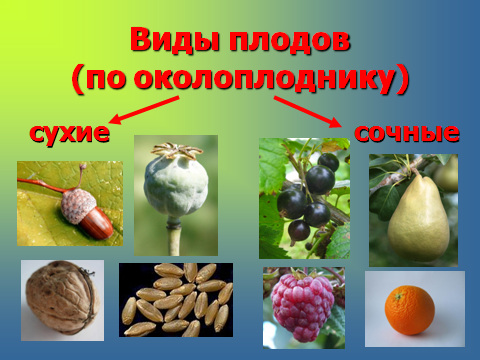 Виды плодов
(по околоплоднику)
сухие
сочные